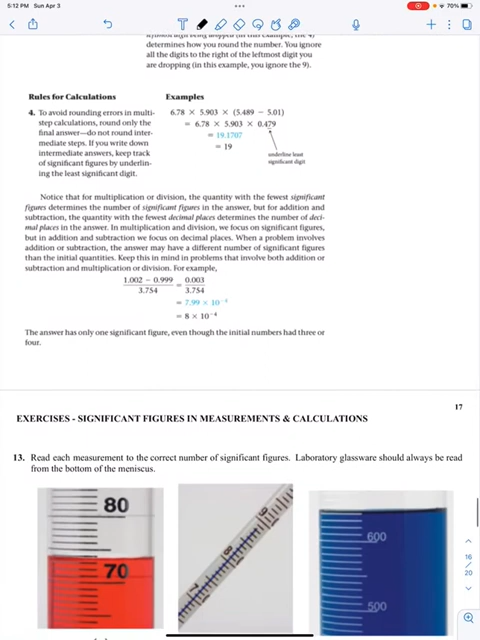 5:12 PM Sun Apr 3
70%
determines how you round the number. You ignore
all the digits to the right of the leftmost digit you
are dropping (in this example, you ignore the 9).
Rules for Calculations Examples
4. To avoid rounding errors in multi-
step calculations, round only the
final answer—do not round inter-
mediate steps. If you write down
intermediate answers, keep track
of significant figures by underlin-
ing the least significant digit.
6.78 × 5.903 × (5.489 − 5.01)
= 6.78 × 5.903 × 0.479
= 19.1707
= 19
underline least
significant digit
Notice that for multiplication or division, the quantity with the fewest significant
figures determines the number of significant figures in the answer, but for addition and
subtraction, the quantity with the fewest decimal places determines the number of deci-
mal places in the answer. In multiplication and division, we focus on significant figures,
but in addition and subtraction we focus on decimal places. When a problem involves
addition or subtraction, the answer may have a different number of significant figures
than the initial quantities. Keep this in mind in problems that involve both addition or
subtraction and multiplication or division. For example,
1.002 − 0.999 = 0.003
3.754 3.754
= 7.99 × 10⁻⁴
= 8 × 10⁻⁴
The answer has only one significant figure, even though the initial numbers had three or
four.
17
EXERCISES - SIGNIFICANT FIGURES IN MEASUREMENTS & CALCULATIONS
13. Read each measurement to the correct number of significant figures. Laboratory glassware should always be read
from the bottom of the meniscus.
80
70
600
500
16
20